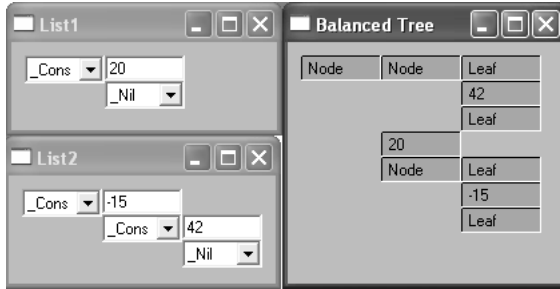 List1
_Cons 20
_Nil
List2
_Cons -15
_Cons 42
_Nil
Balanced Tree
Node Node Leaf
42
Leaf
20
Node Leaf
-15
Leaf